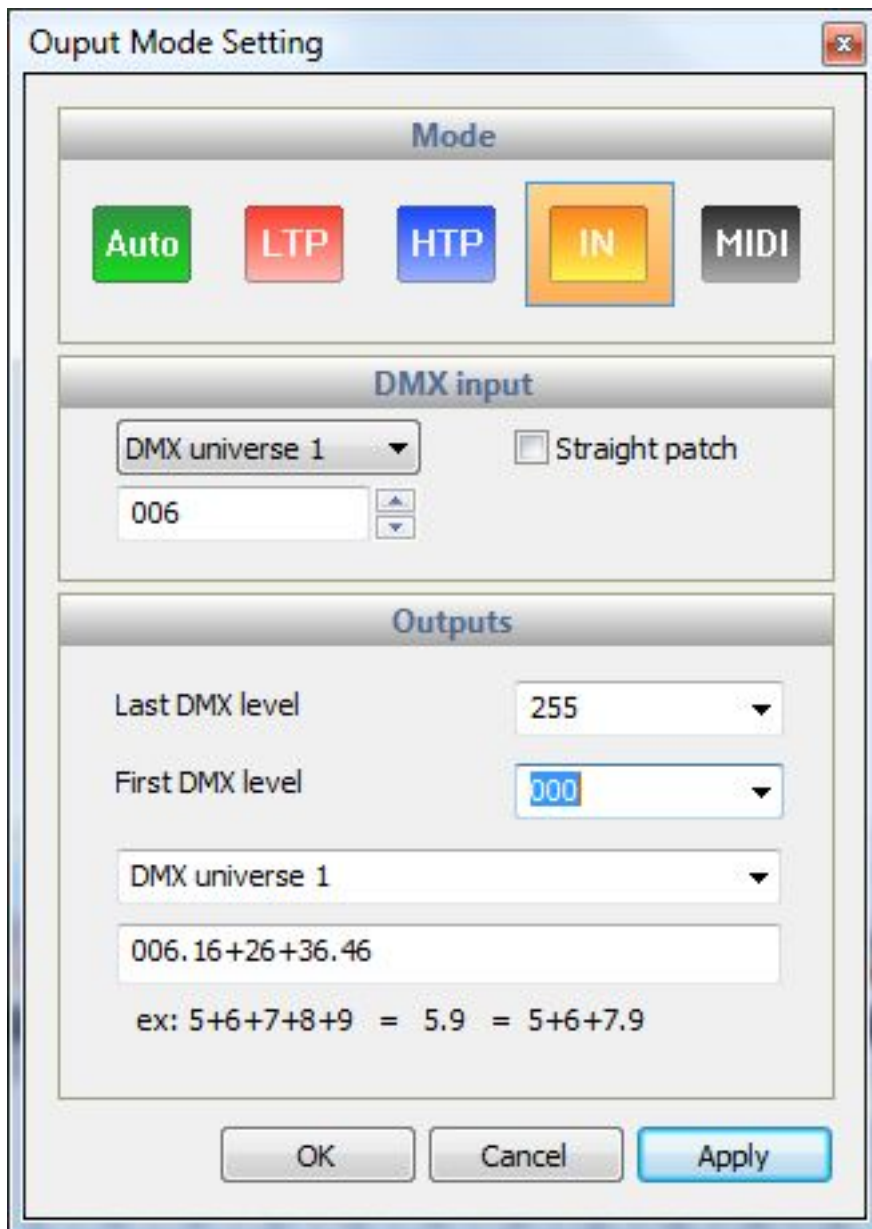 Ouput Mode Setting
x
Mode
Auto LTP HTP IN MIDI
DMX input
DMX universe 1 Straight patch
006
Outputs
Last DMX level 255
First DMX level 000
DMX universe 1
006.16+26+36.46
ex: 5+6+7+8+9 = 5.9 = 5+6+7.9
OK Cancel Apply